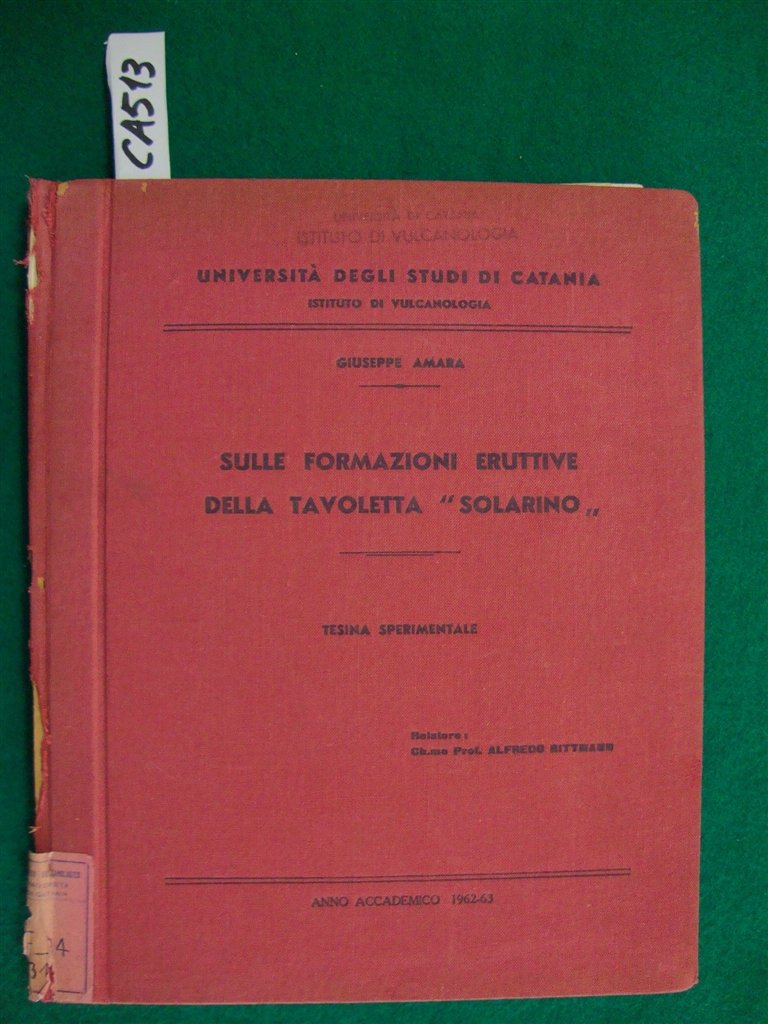 CA513
UNIVERSITÀ DI CATANIA
ISTITUTO DI VULCANOLOGIA
UNIVERSITÀ DEGLI STUDI DI CATANIA
ISTITUTO DI VULCANOLOGIA
GIUSEPPE AMARA
SULLE FORMAZIONI ERUTTIVE
DELLA TAVOLETTA “SOLARINO„
TESINA SPERIMENTALE
Relatore:
Ch.mo Prof. ALFREDO RITTMANN
ANNO ACCADEMICO 1962-63